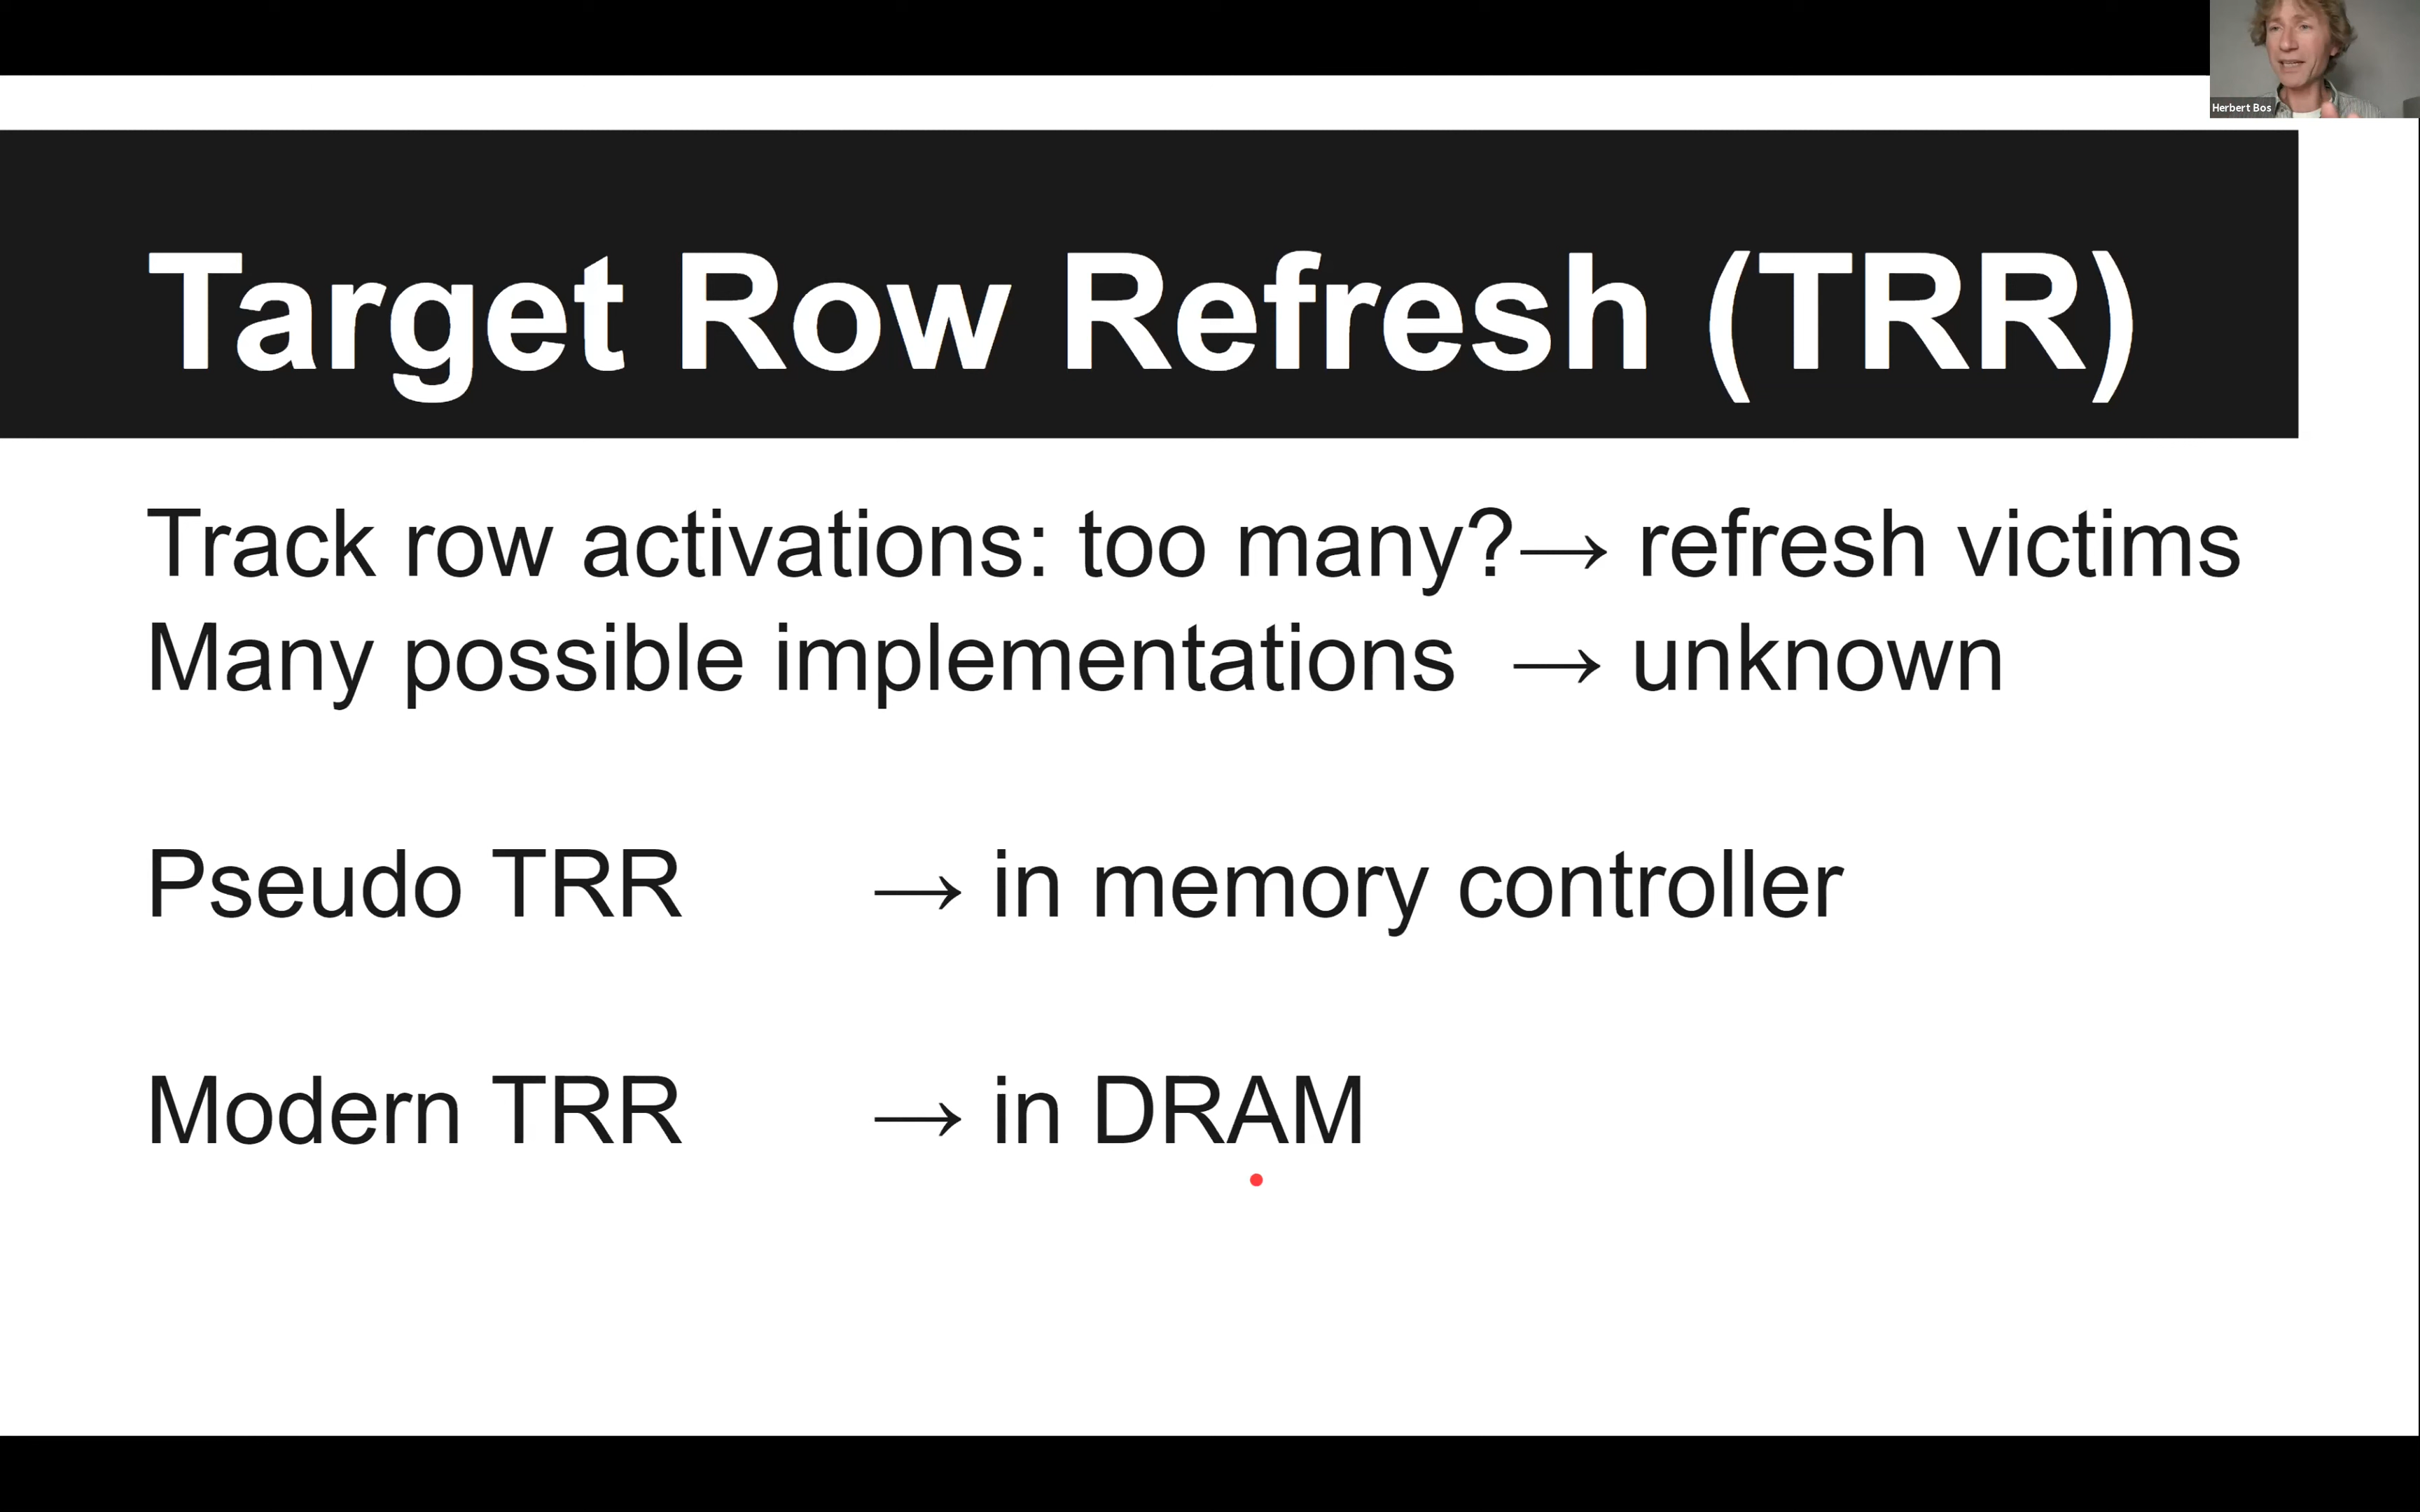 Herbert Bos
Target Row Refresh (TRR)
Track row activations: too many?→ refresh victims
Many possible implementations → unknown
Pseudo TRR → in memory controller
Modern TRR → in DRAM